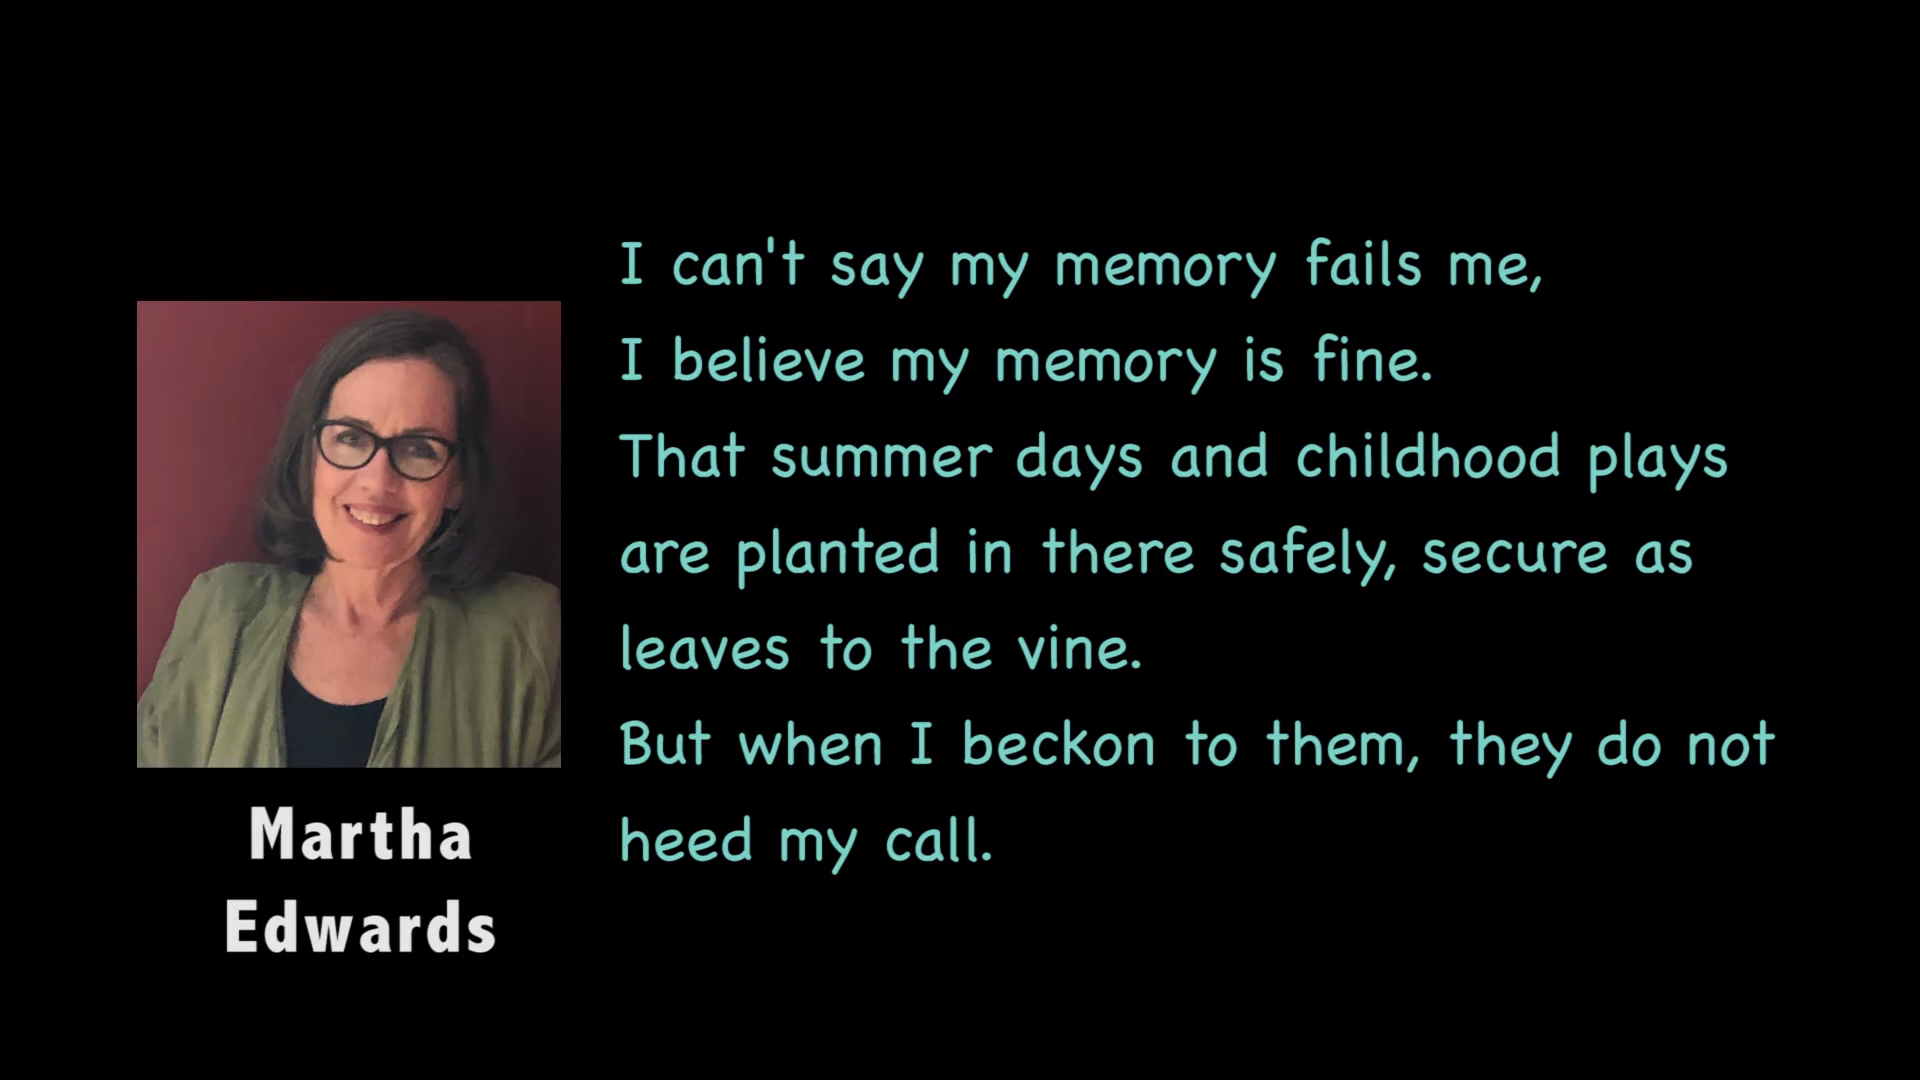 I can't say my memory fails me,
I believe my memory is fine.
That summer days and childhood plays
are planted in there safely, secure as
leaves to the vine.
But when I beckon to them, they do not
heed my call.
Martha
Edwards